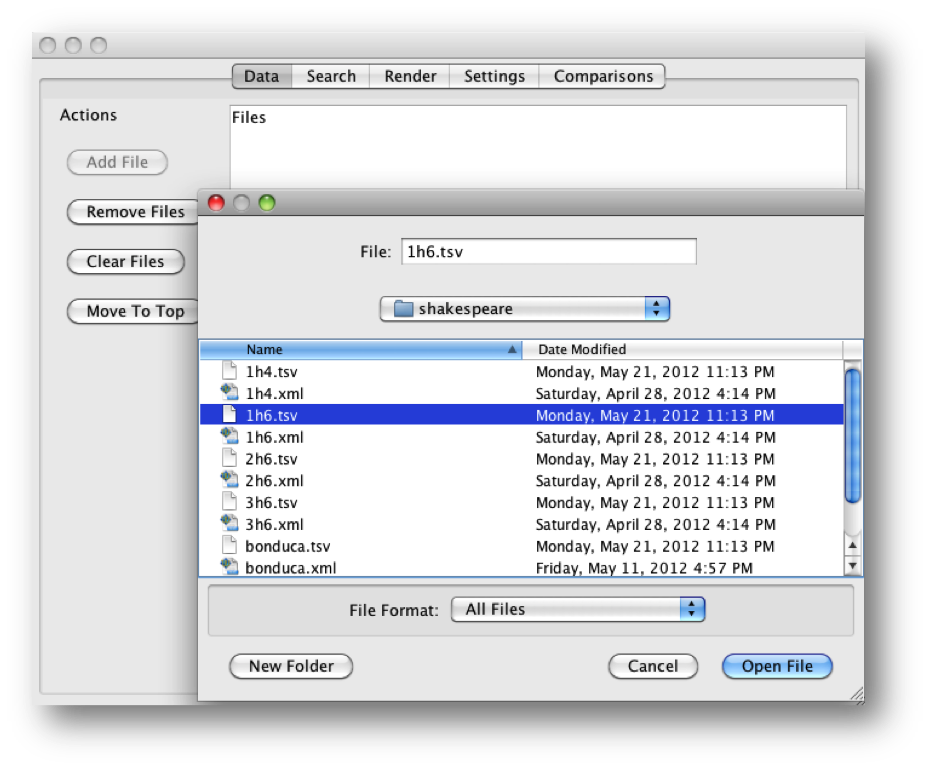 Data Search Render Settings Comparisons
Actions
Files
Add File
Remove Files
Clear Files
Move To Top
File: 1h6.tsv
shakespeare
Name Date Modified
1h4.tsv Monday, May 21, 2012 11:13 PM
1h4.xml Saturday, April 28, 2012 4:14 PM
1h6.tsv Monday, May 21, 2012 11:13 PM
1h6.xml Saturday, April 28, 2012 4:14 PM
2h6.tsv Monday, May 21, 2012 11:13 PM
2h6.xml Saturday, April 28, 2012 4:14 PM
3h6.tsv Monday, May 21, 2012 11:13 PM
3h6.xml Saturday, April 28, 2012 4:14 PM
bonduca.tsv Monday, May 21, 2012 11:13 PM
bonduca.xml Friday, May 11, 2012 4:57 PM
File Format: All Files
New Folder Cancel Open File